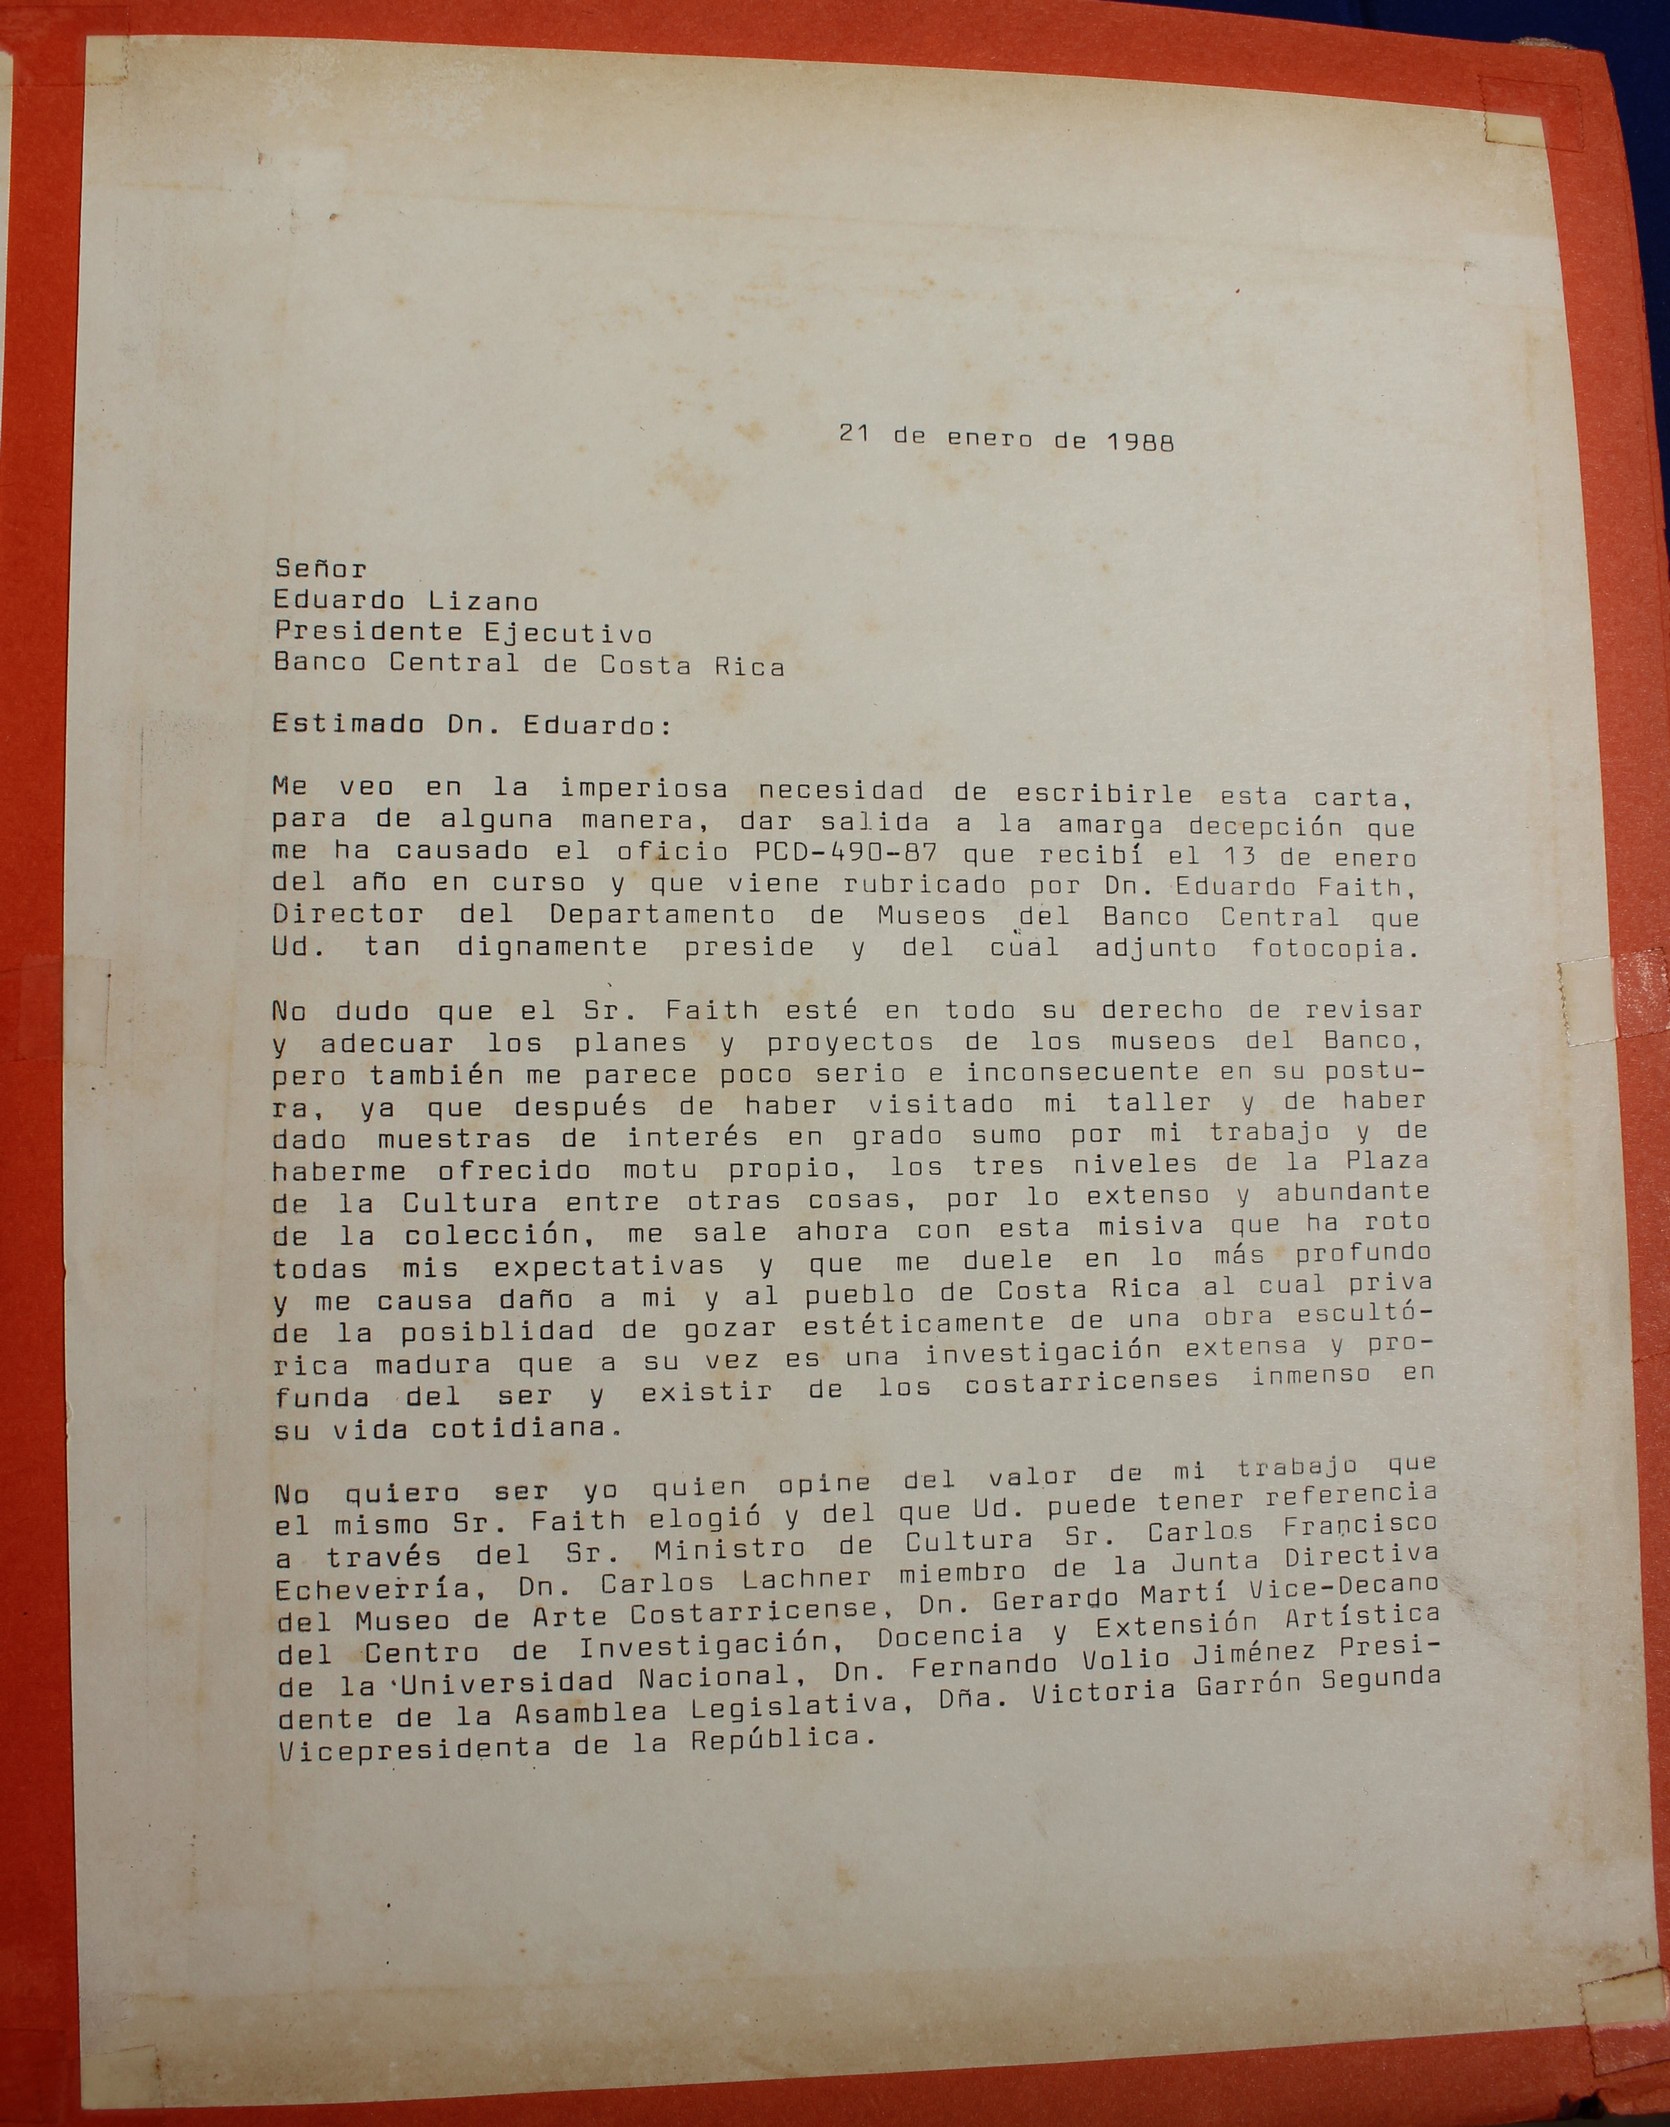 21 de enero de 1988
Señor
Eduardo Lizano
Presidente Ejecutivo
Banco Central de Costa Rica
Estimado Dn. Eduardo:
Me veo en la imperiosa necesidad de escribirle esta carta,
para de alguna manera, dar salida a la amarga decepción que
me ha causado el oficio PCD-490-87 que recibí el 13 de enero
del año en curso y que viene rubricado por Dn. Eduardo Faith,
Director del Departamento de Museos del Banco Central que
Ud. tan dignamente preside y del cual adjunto fotocopia.
No dudo que el Sr. Faith esté en todo su derecho de revisar
y adecuar los planes y proyectos de los museos del Banco,
pero también me parece poco serio e inconsecuente en su postu-
ra, ya que después de haber visitado mi taller y de haber
dado muestras de interés en grado sumo por mi trabajo y de
haberme ofrecido motu propio, los tres niveles de la Plaza
de la Cultura entre otras cosas, por lo extenso y abundante
de la colección, me sale ahora con esta misiva que ha roto
todas mis expectativas y que me duele en lo más profundo
y me causa daño a mi y al pueblo de Costa Rica al cual priva
de la posiblidad de gozar estéticamente de una obra escultó-
rica madura que a su vez es una investigación extensa y pro-
funda del ser y existir de los costarricenses inmenso en
su vida cotidiana.
No quiero ser yo quien opine del valor de mi trabajo que
el mismo Sr. Faith elogió y del que Ud. puede tener referencia
a través del Sr. Ministro de Cultura Sr. Carlos Francisco
Echeverría, Dn. Carlos Lachner miembro de la Junta Directiva
del Museo de Arte Costarricense, Dn. Gerardo Martí Vice-Decano
del Centro de Investigación, Docencia y Extensión Artística
de la Universidad Nacional, Dn. Fernando Volio Jiménez Presi-
dente de la Asamblea Legislativa, Dña. Victoria Garrón Segunda
Vicepresidenta de la República.